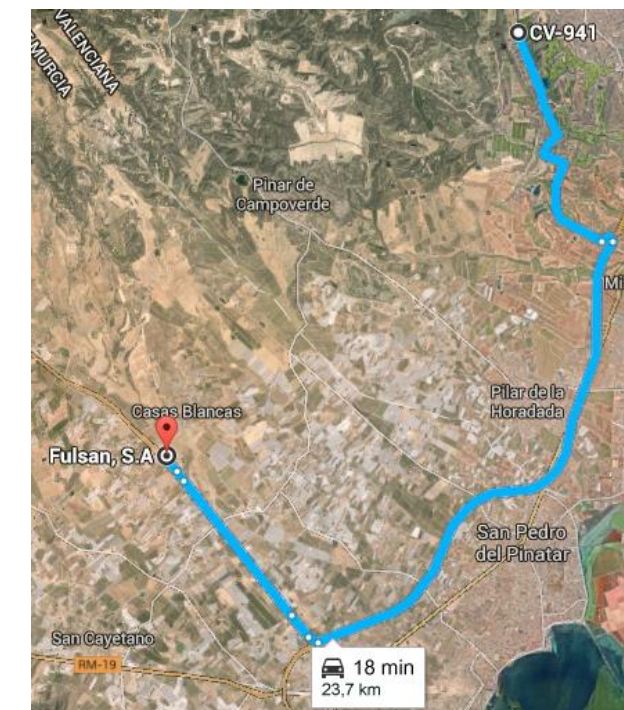 VALENCIANA
E MURCIA
CV-941
Pinar de
Campoverde
Mi
Pilar de la
Horadada
Casas Blancas
Fulsan, S.A
San Pedro
del Pinatar
San Cayetano
RM-19
18 min
23,7 km